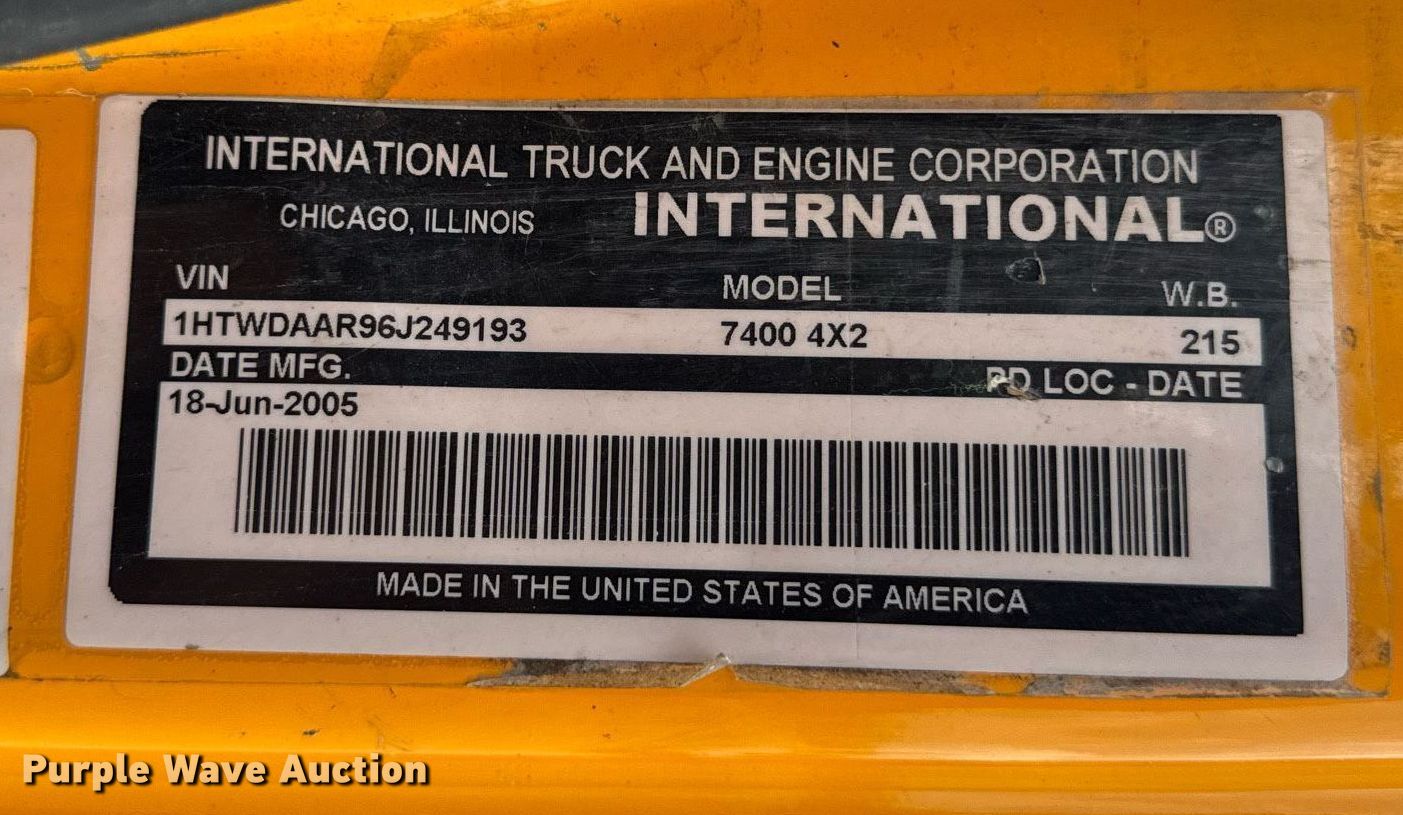 INTERNATIONAL TRUCK AND ENGINE CORPORATION
CHICAGO, ILLINOIS INTERNATIONAL®
VIN MODEL W.B.
1HTWDAAR96J249193 7400 4X2 215
DATE MFG. PD LOC - DATE
18-Jun-2005
MADE IN THE UNITED STATES OF AMERICA
Purple Wave Auction